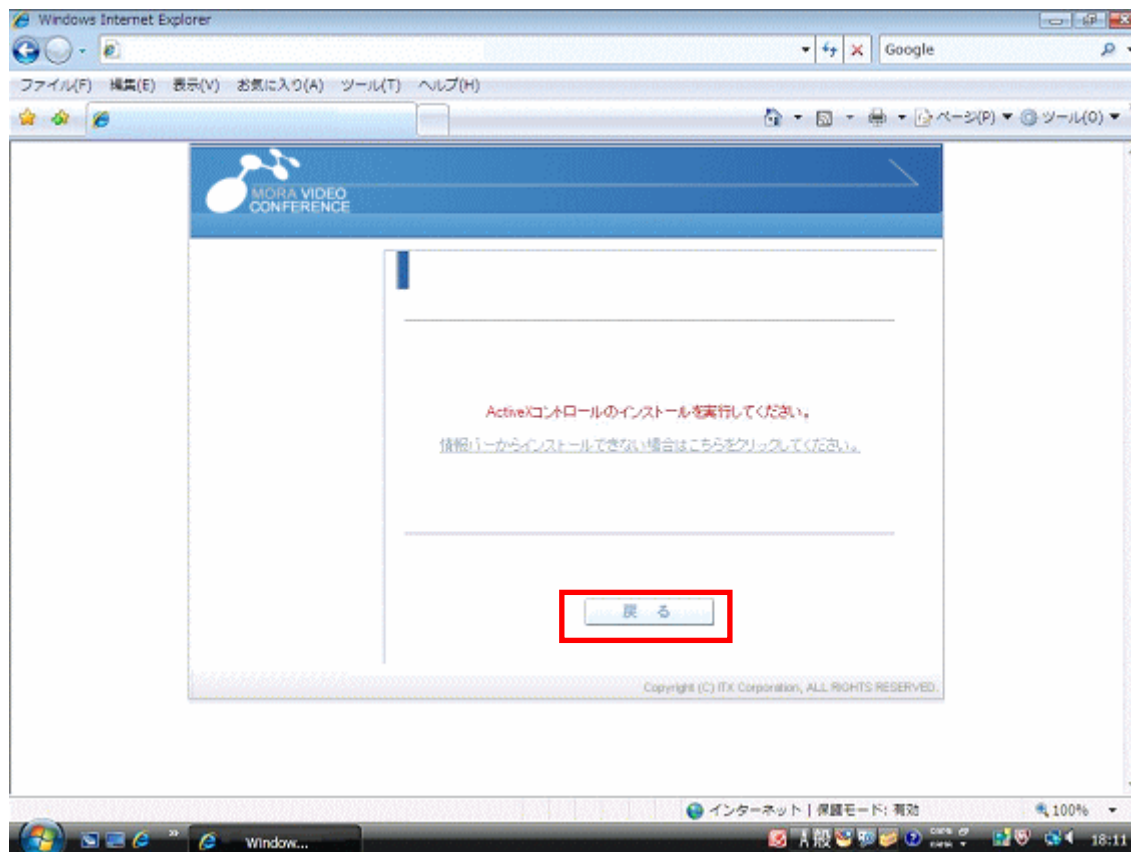 Windows Internet Explorer
Google
ファイル(F) 編集(E) 表示(V) お気に入り(A) ツール(T) ヘルプ(H)
ページ(P) ツール(O)
MORA VIDEO
CONFERENCE
ActiveXコントロールのインストールを実行してください。
情報バーからインストールできない場合はこちらをクリックしてください。
戻 る
Copyright (C) ITX Corporation, ALL RIGHTS RESERVED.
インターネット | 保護モード: 有効 100%
Window... A 般 CAPS KANA 18:11